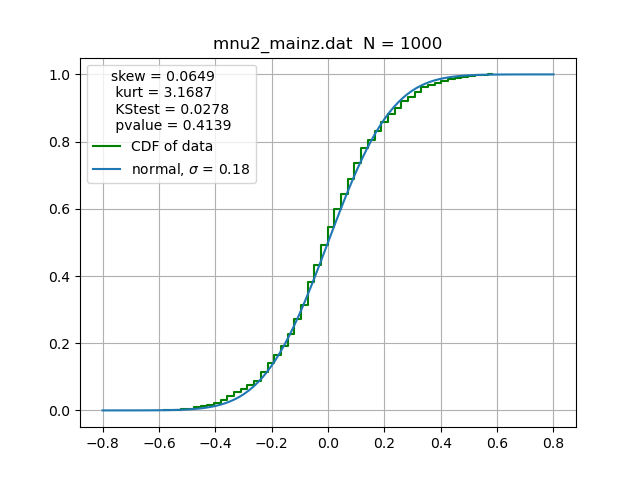 mnu2_mainz.dat  N = 1000
skew = 0.0649
kurt = 3.1687
KStest = 0.0278
pvalue = 0.4139
CDF of data
normal, σ = 0.18
1.0
0.8
0.6
0.4
0.2
0.0
−0.8 −0.6 −0.4 −0.2 0.0 0.2 0.4 0.6 0.8